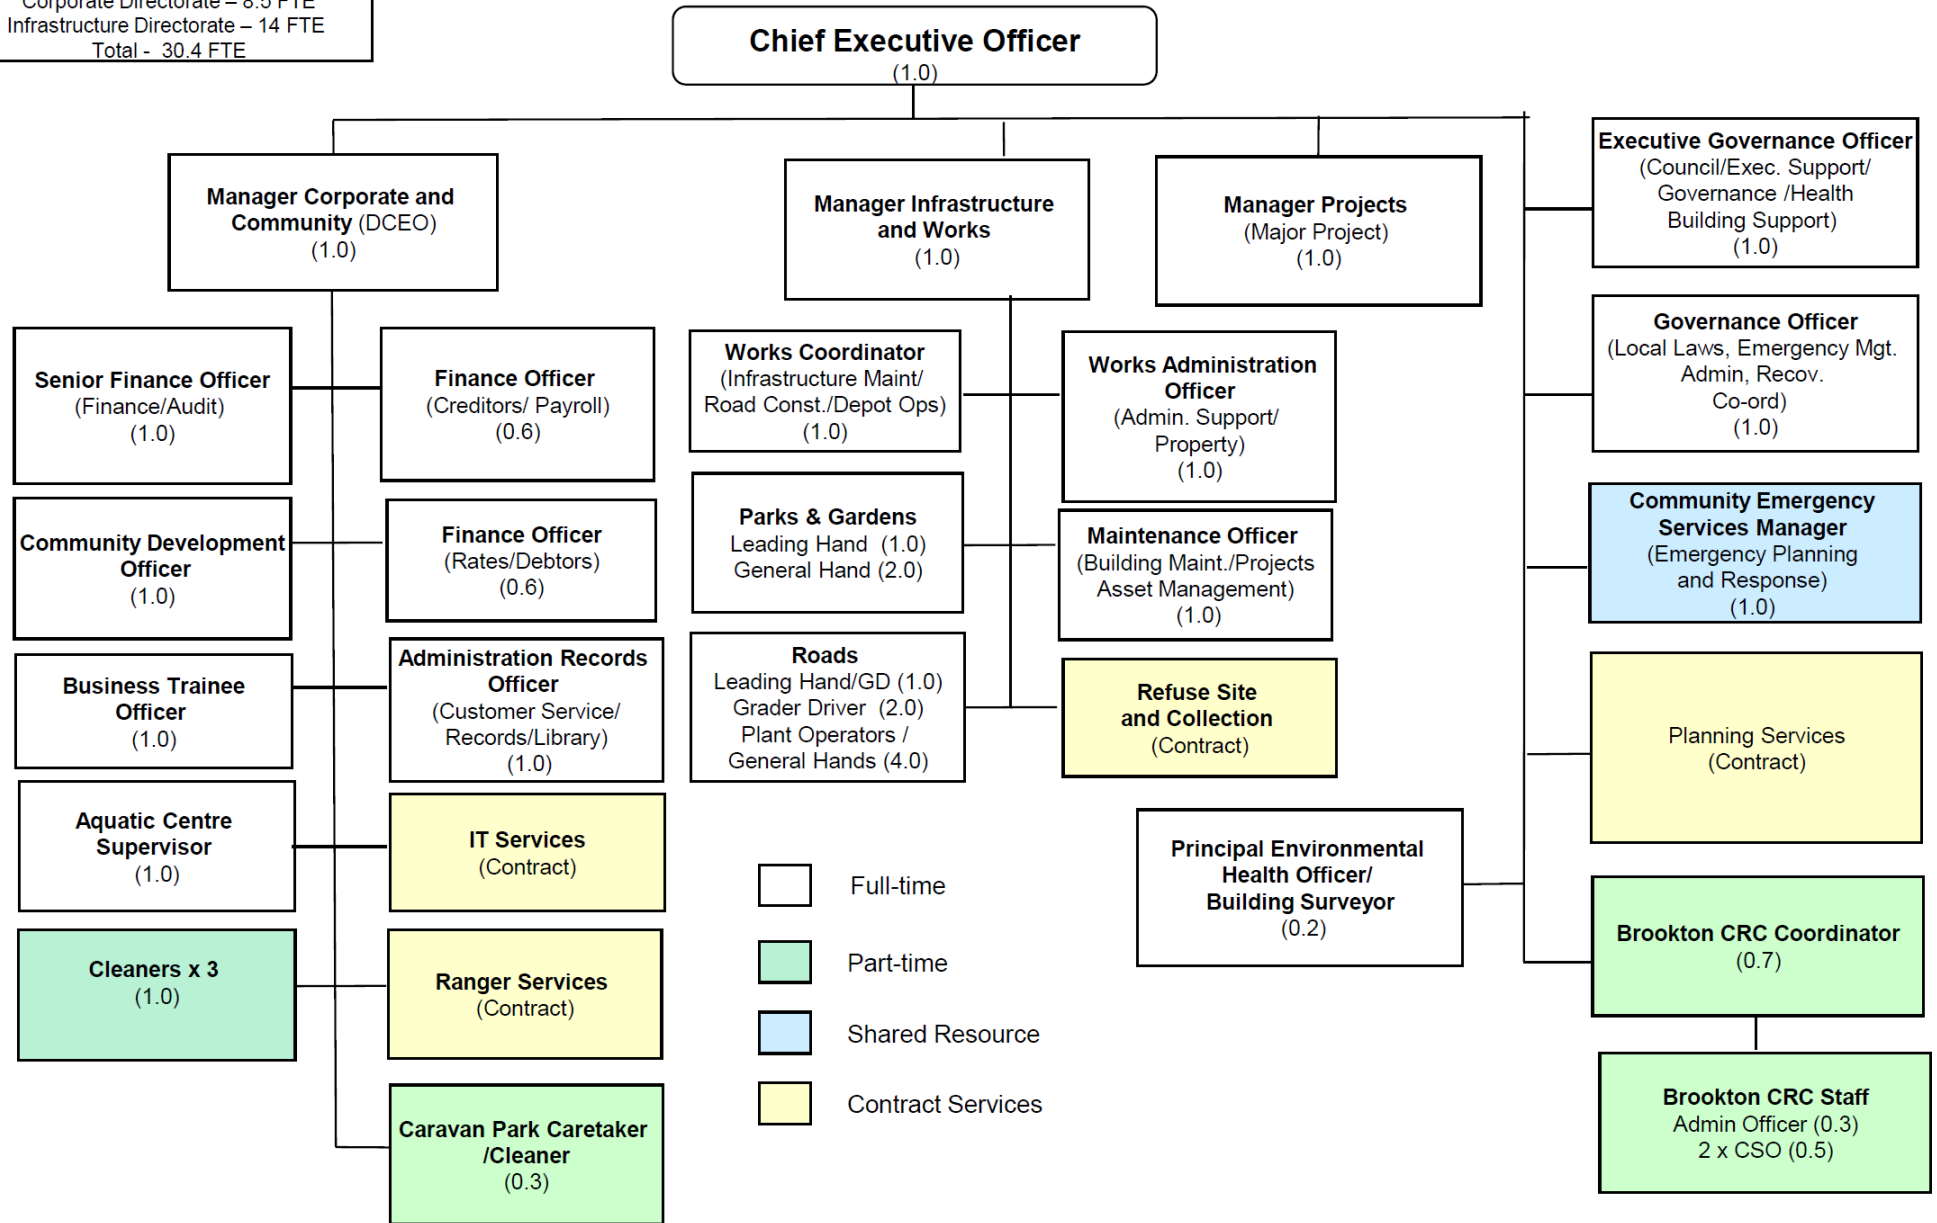 Corporate Directorate – 8.5 FTE
Infrastructure Directorate – 14 FTE
Total -  30.4 FTE
Chief Executive Officer
(1.0)
Manager Corporate and
Community (DCEO)
(1.0)
Manager Infrastructure
and Works
(1.0)
Manager Projects
(Major Project)
(1.0)
Executive Governance Officer
(Council/Exec. Support/
Governance /Health
Building Support)
(1.0)
Senior Finance Officer
(Finance/Audit)
(1.0)
Finance Officer
(Creditors/ Payroll)
(0.6)
Works Coordinator
(Infrastructure Maint/
Road Const./Depot Ops)
(1.0)
Works Administration
Officer
(Admin. Support/
Property)
(1.0)
Governance Officer
(Local Laws, Emergency Mgt.
Admin, Recov.
Co-ord)
(1.0)
Community Development
Officer
(1.0)
Finance Officer
(Rates/Debtors)
(0.6)
Parks & Gardens
Leading Hand  (1.0)
General Hand (2.0)
Maintenance Officer
(Building Maint./Projects
Asset Management)
(1.0)
Community Emergency
Services Manager
(Emergency Planning
and Response)
(1.0)
Business Trainee
Officer
(1.0)
Administration Records
Officer
(Customer Service/
Records/Library)
(1.0)
Roads
Leading Hand/GD (1.0)
Grader Driver  (2.0)
Plant Operators /
General Hands (4.0)
Refuse Site
and Collection
(Contract)
Planning Services
(Contract)
Aquatic Centre
Supervisor
(1.0)
IT Services
(Contract)
Principal Environmental
Health Officer/
Building Surveyor
(0.2)
Brookton CRC Coordinator
(0.7)
Cleaners x 3
(1.0)
Ranger Services
(Contract)
Caravan Park Caretaker
/Cleaner
(0.3)
Brookton CRC Staff
Admin Officer (0.3)
2 x CSO (0.5)
Full-time
Part-time
Shared Resource
Contract Services